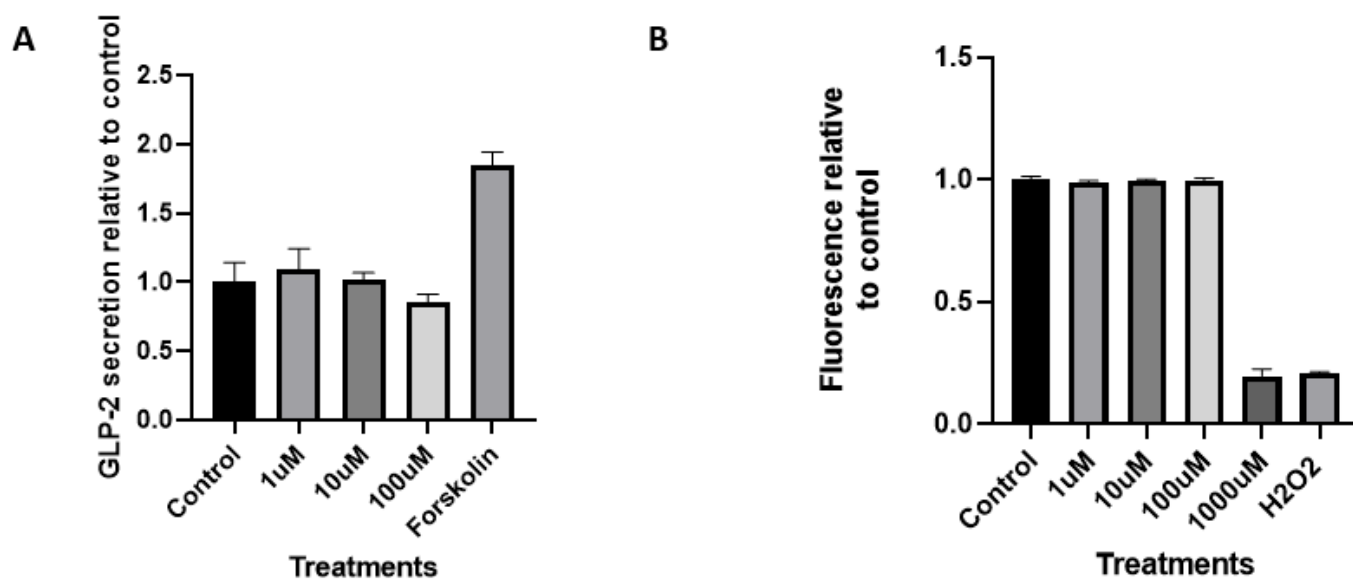 A
GLP-2 secretion relative to control
2.5
2.0
1.5
1.0
0.5
0.0
Control
1uM
10uM
100uM
Forskolin
Treatments
B
Fluorescence relative
to control
1.5
1.0
0.5
0.0
Control
1uM
10uM
100uM
1000uM
H2O2
Treatments